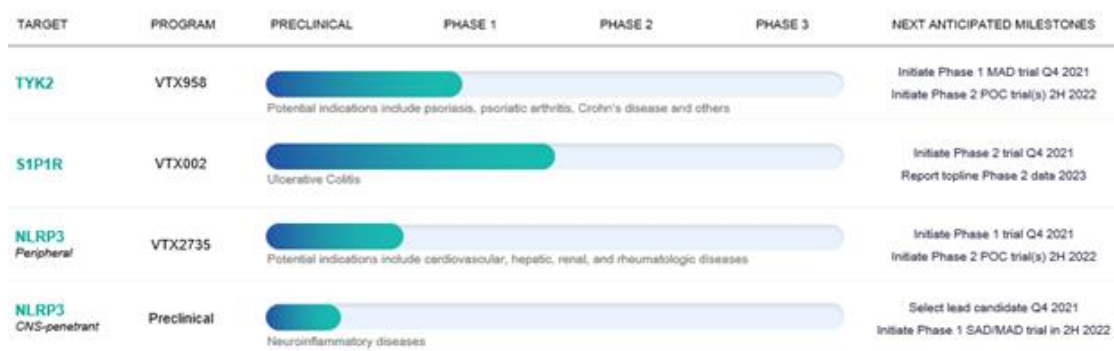 TARGET PROGRAM PRECLINICAL PHASE 1 PHASE 2 PHASE 3 NEXT ANTICIPATED MILESTONES
TYK2 VTX958
Potential indications include psoriasis, psoriatic arthritis, Crohn's disease and others
Initiate Phase 1 MAD trial Q4 2021
Initiate Phase 2 POC trial(s) 2H 2022
S1P1R VTX002
Ulcerative Colitis
Initiate Phase 2 trial Q4 2021
Report topline Phase 2 data 2023
NLRP3
Peripheral
VTX2735
Potential indications include cardiovascular, hepatic, renal, and rheumatologic diseases
Initiate Phase 1 trial Q4 2021
Initiate Phase 2 POC trial(s) 2H 2022
NLRP3
CNS-penetrant
Preclinical
Neuroinflammatory diseases
Select lead candidate Q4 2021
Initiate Phase 1 SAD/MAD trial in 2H 2022